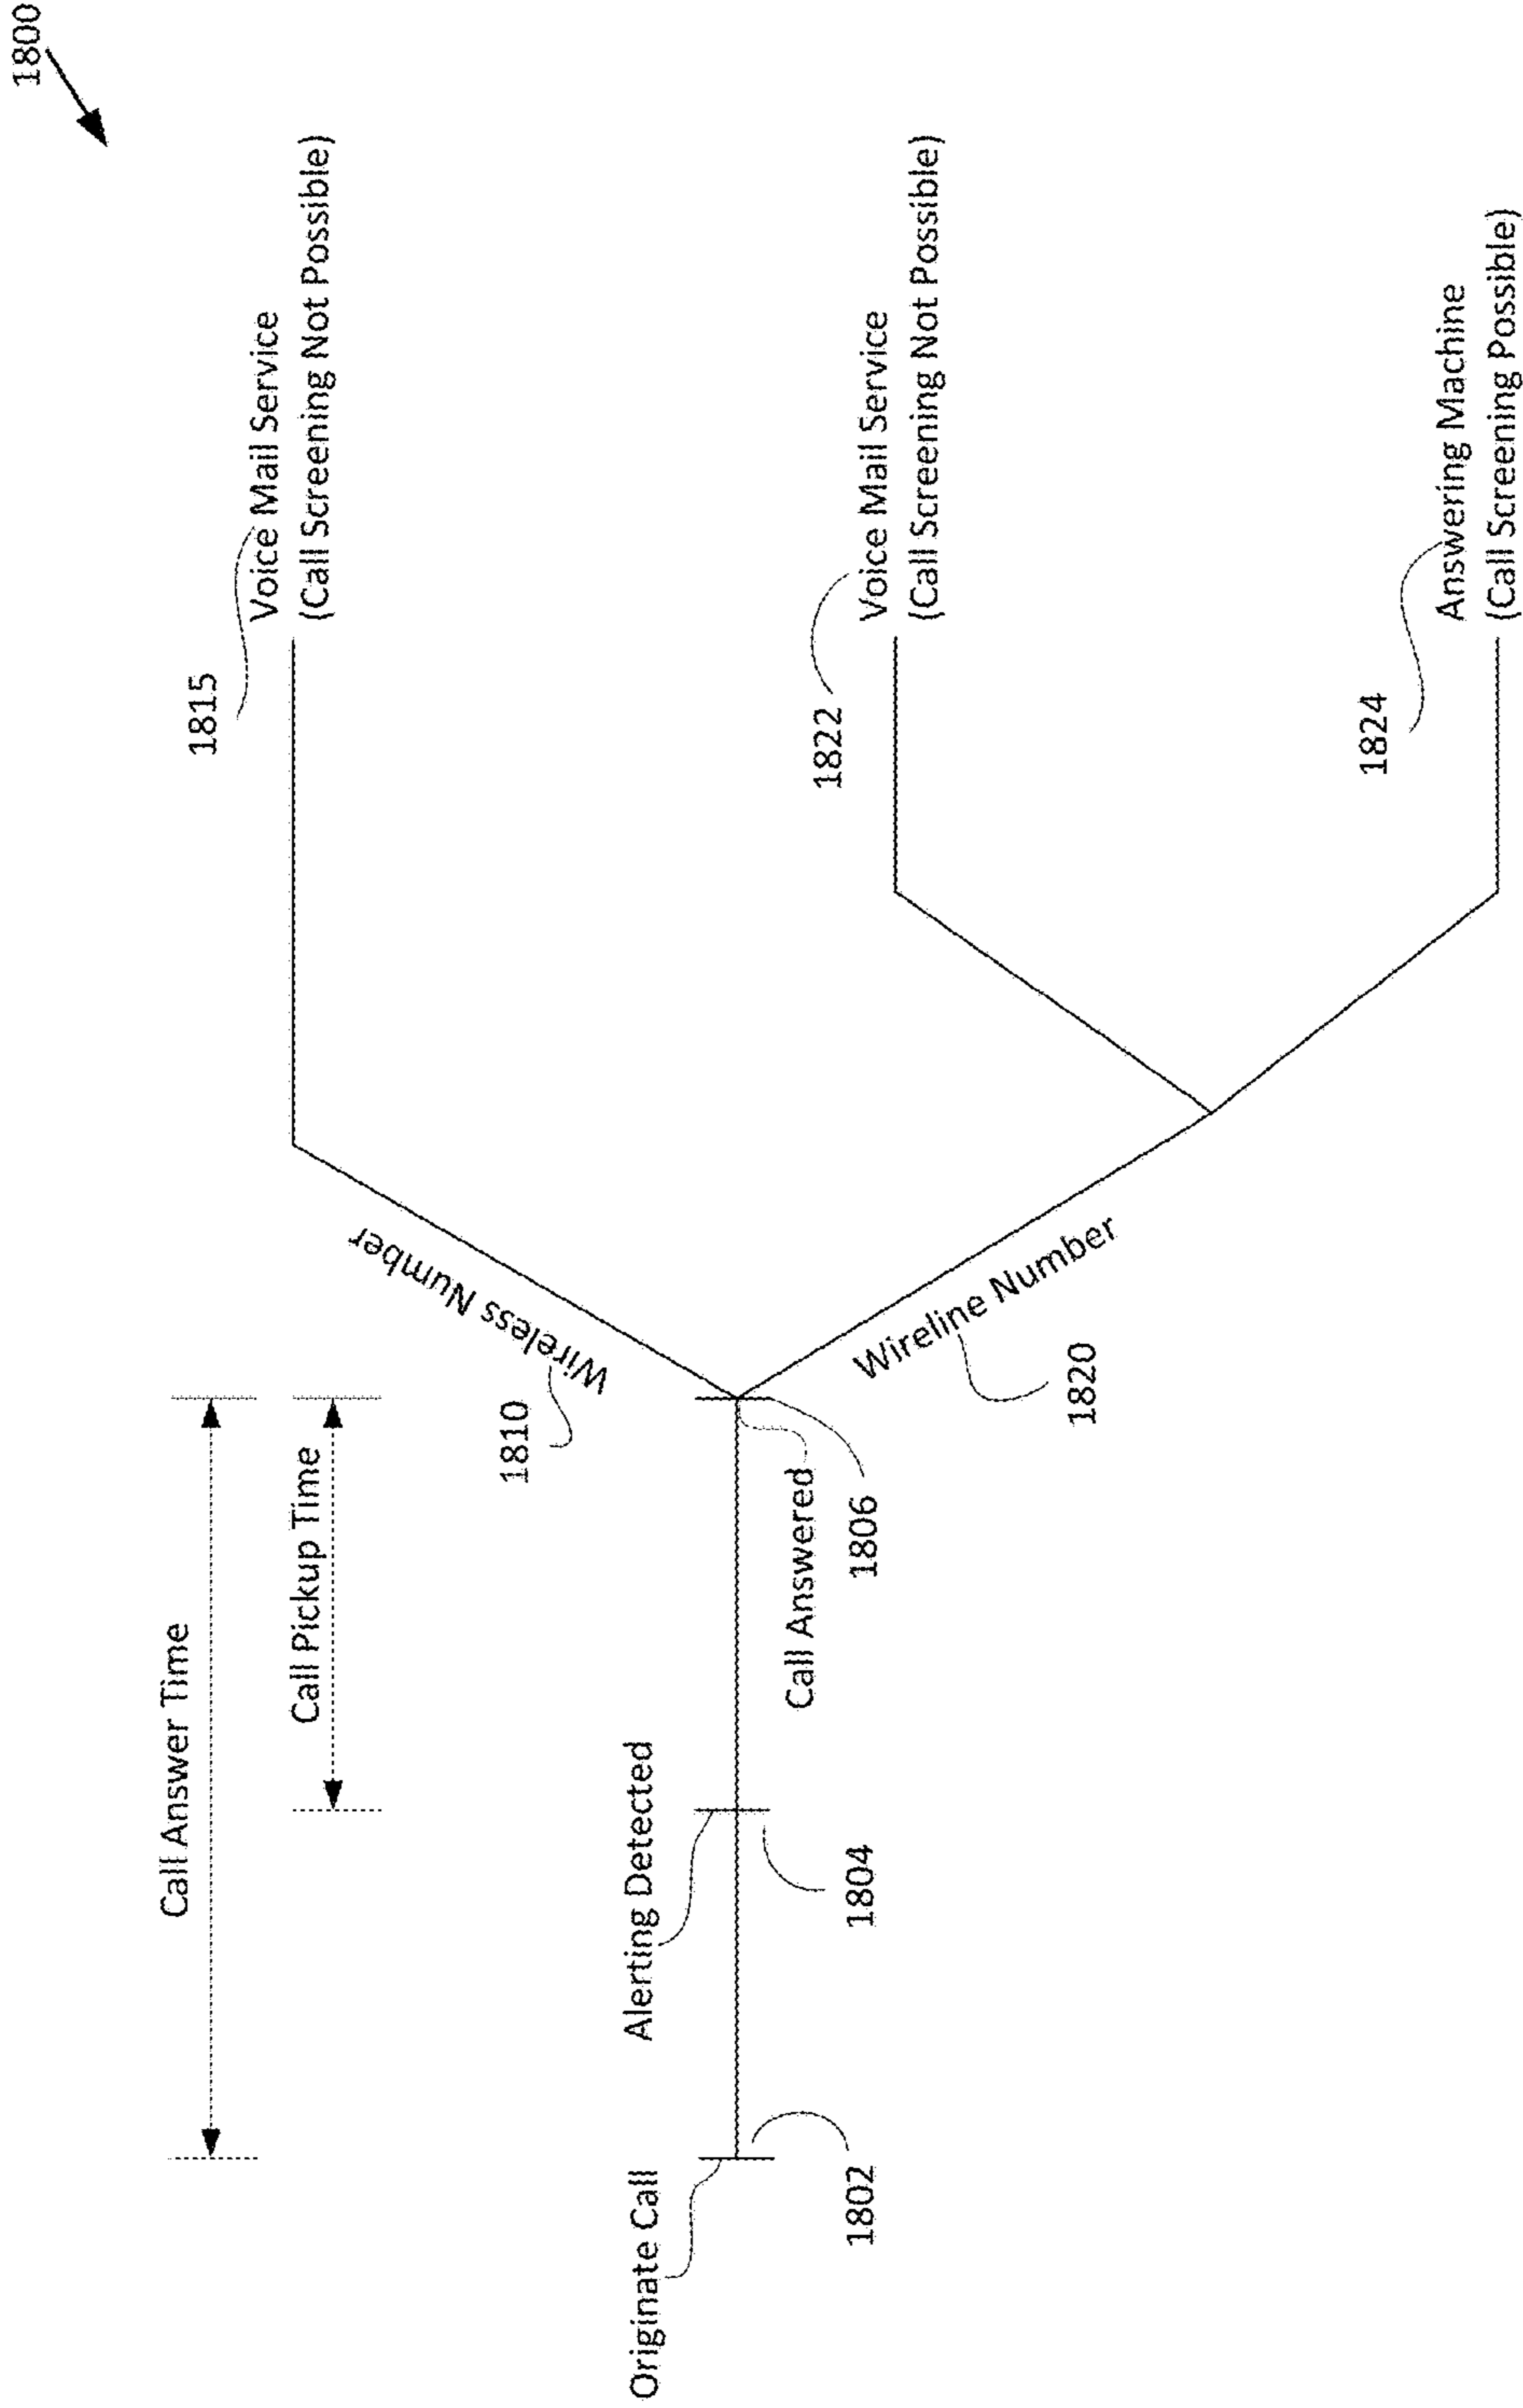 1800
Call Answer Time
Call Pickup Time
1815
Voice Mail Service
(Call Screening Not Possible)
Wireless Number
1810
Originate Call
Alerting Detected
Call Answered
1802
1804
1806
Wireline Number
1820
1822
Voice Mail Service
(Call Screening Not Possible)
1824
Answering Machine
(Call Screening Possible)